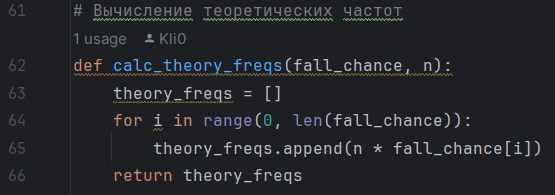 61 # Вычисление теоретических частот
1 usage Kli0
62 def calc_theory_freqs(fall_chance, n):
63 theory_freqs = []
64 for i in range(0, len(fall_chance)):
65 theory_freqs.append(n * fall_chance[i])
66 return theory_freqs